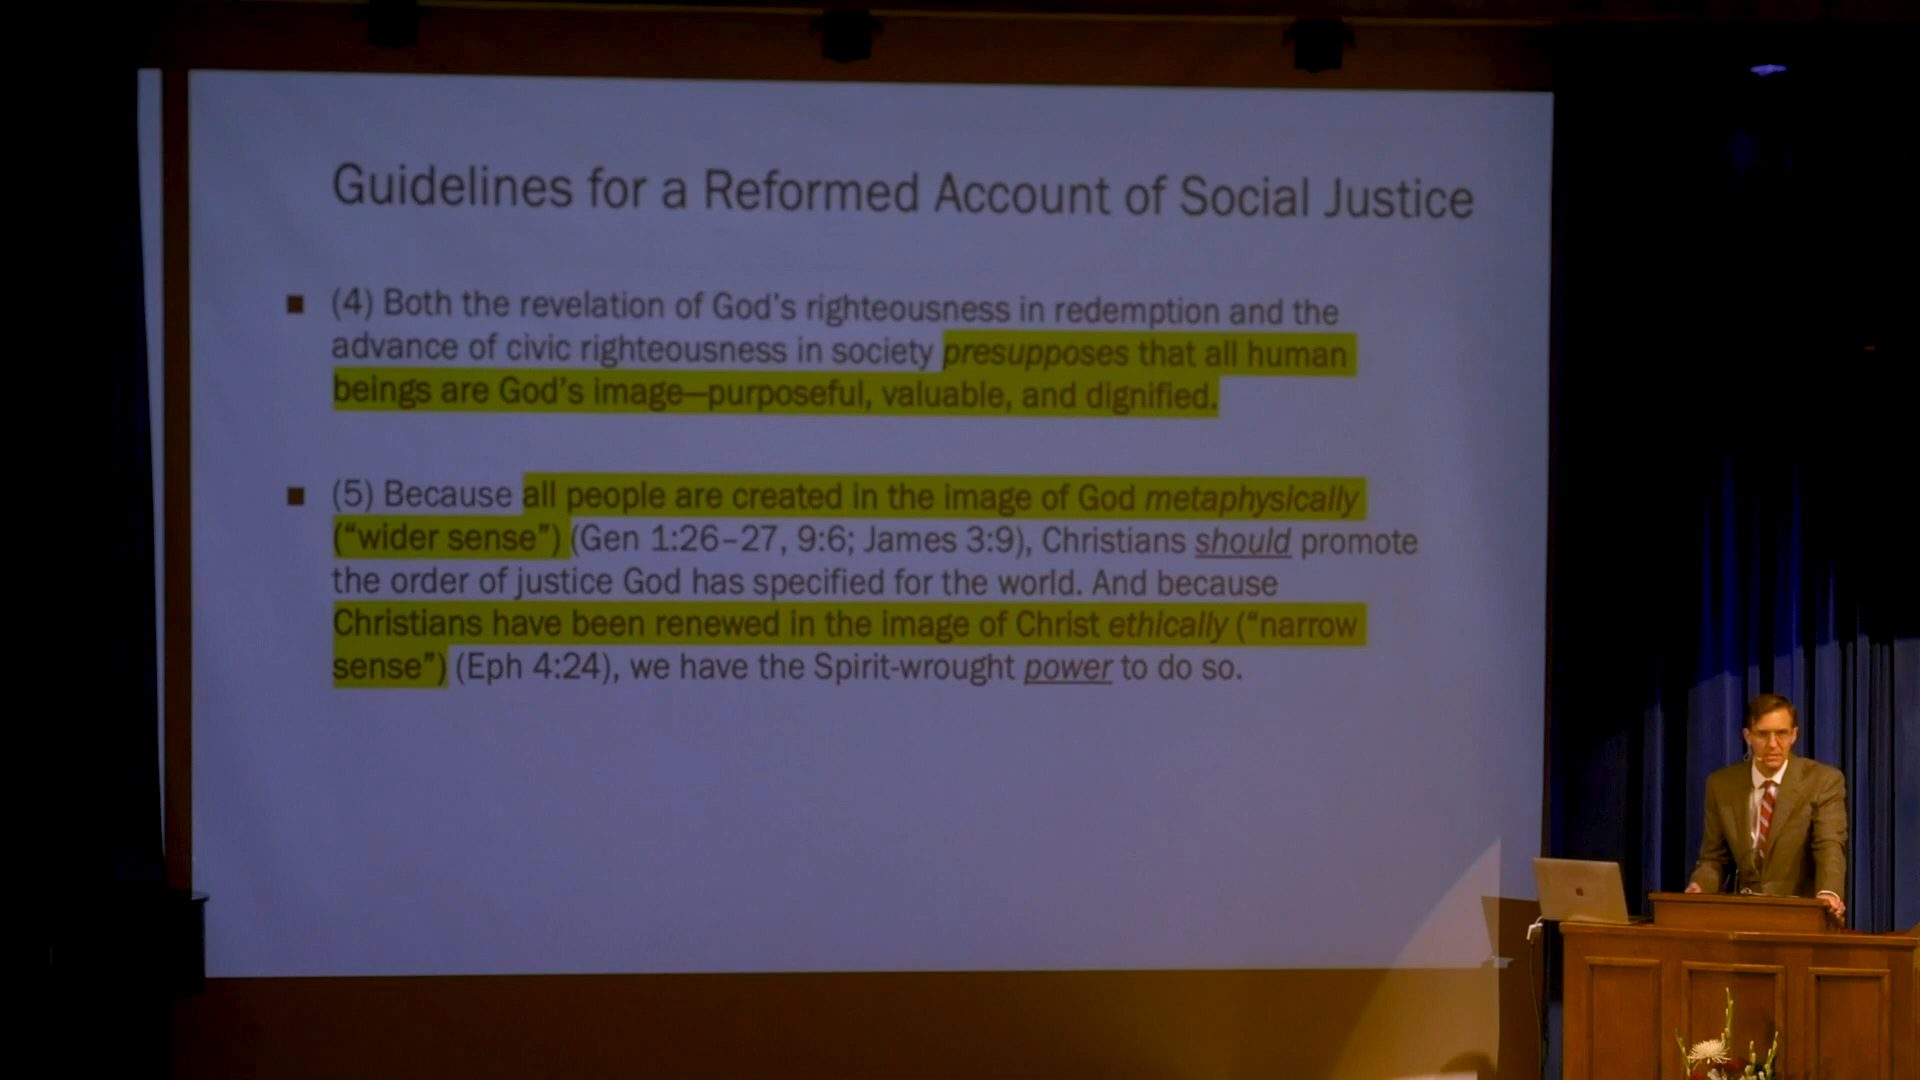 Guidelines for a Reformed Account of Social Justice
■ (4) Both the revelation of God's righteousness in redemption and the
advance of civic righteousness in society presupposes that all human
beings are God's image—purposeful, valuable, and dignified.
■ (5) Because all people are created in the image of God metaphysically
(“wider sense”) (Gen 1:26–27, 9:6; James 3:9), Christians should promote
the order of justice God has specified for the world. And because
Christians have been renewed in the image of Christ ethically (“narrow
sense”) (Eph 4:24), we have the Spirit-wrought power to do so.